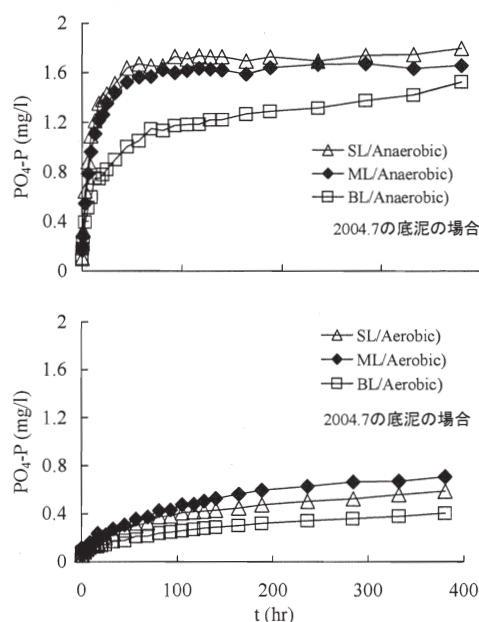 2
1.6
1.2
0.8
0.4
0
PO4-P (mg/l)
SL/Anaerobic)
ML/Anaerobic)
BL/Anaerobic)
2004.7の底泥の場合
2
1.6
1.2
0.8
0.4
0
PO4-P (mg/l)
SL/Aerobic)
ML/Aerobic)
BL/Aerobic)
2004.7の底泥の場合
0 100 200 300 400
t (hr)